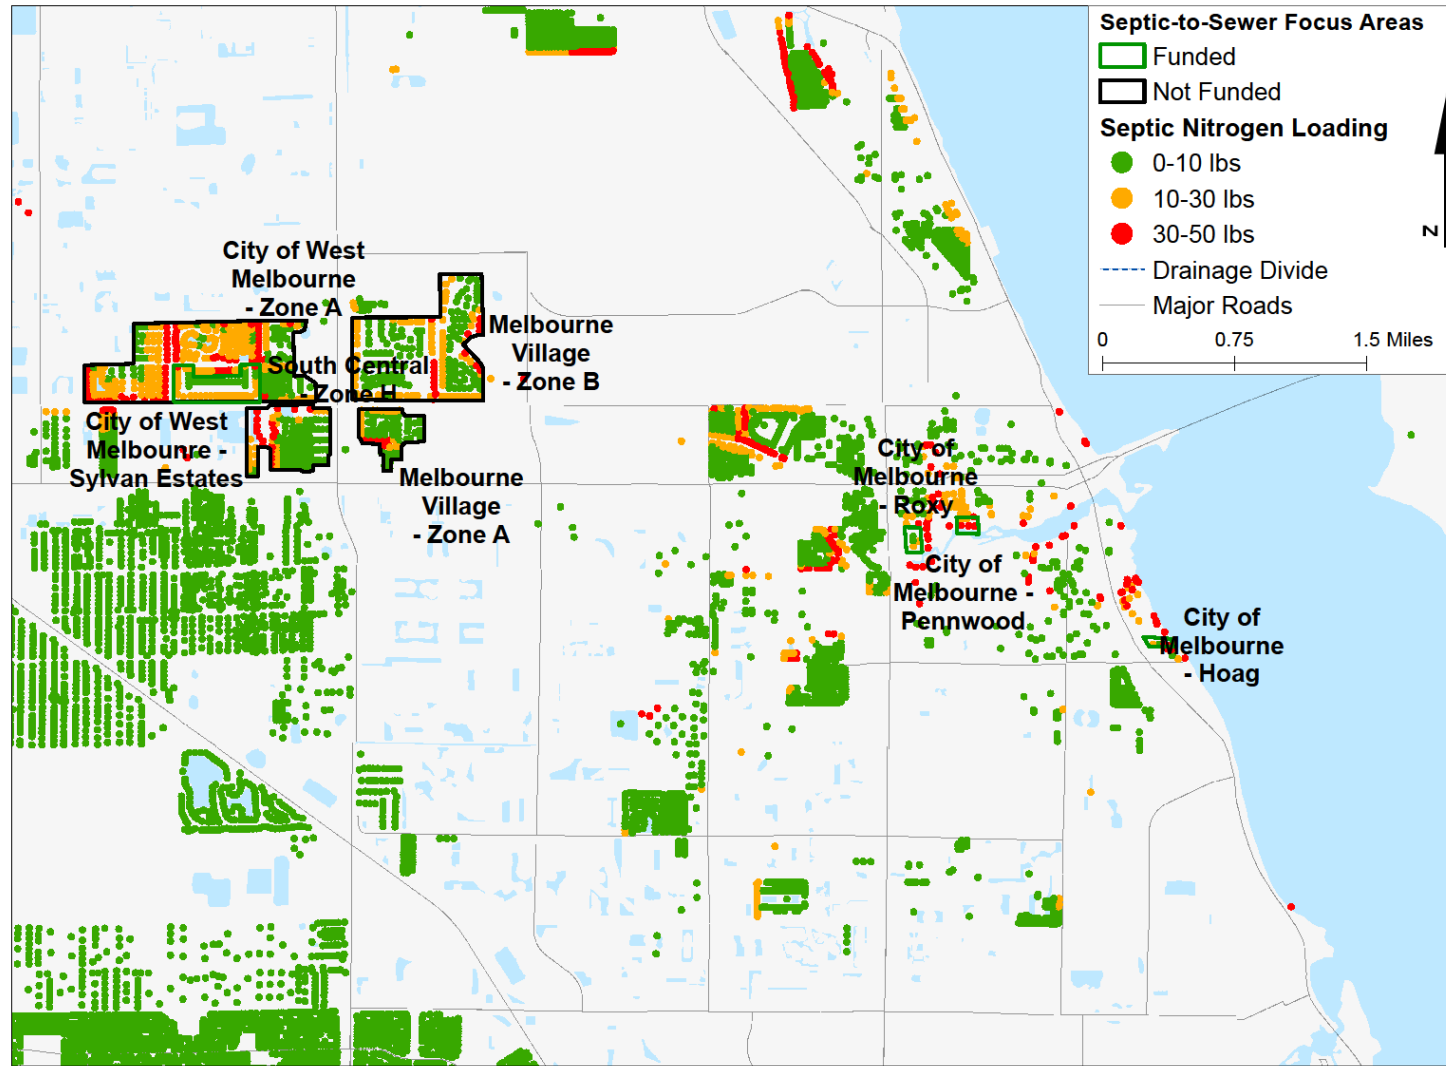 Septic-to-Sewer Focus Areas
Funded
Not Funded
Septic Nitrogen Loading
0-10 lbs
10-30 lbs
30-50 lbs
Drainage Divide
Major Roads
0 0.75 1.5 Miles
N
City of West
Melbourne
- Zone A
Melbourne
Village
- Zone B
South Central
- Zone H
City of West
Melbounre -
Sylvan Estates
Melbourne
Village
- Zone A
City of
Melbourne
- Roxy
City of
Melbourne -
Pennwood
City of
Melbourne
- Hoag